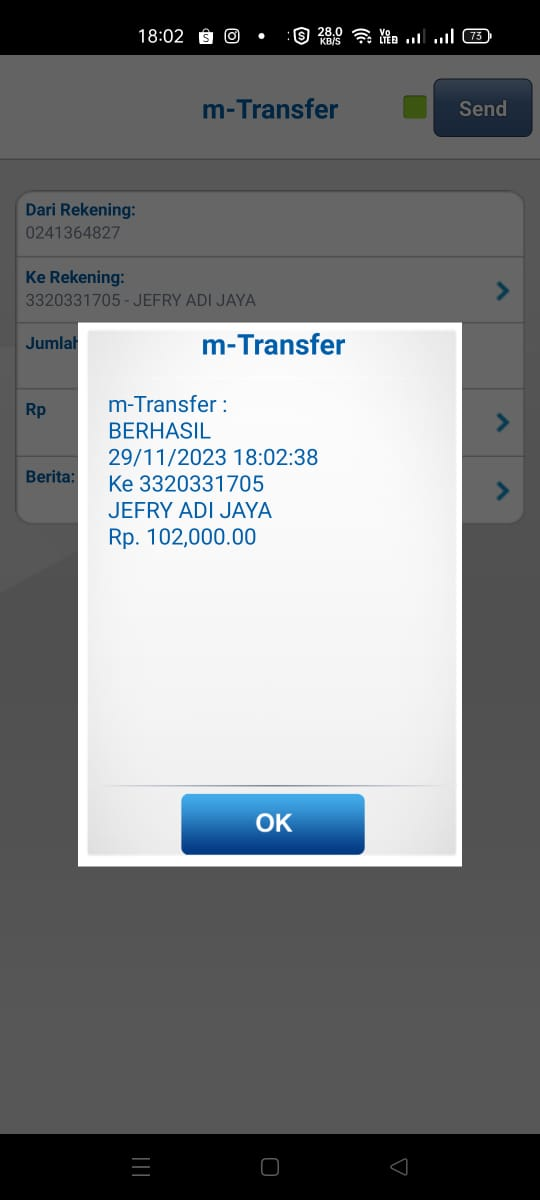 18:02
28.0
KB/S
Vo
LTE2
73
m-Transfer
Send
Dari Rekening:
0241364827
Ke Rekening:
3320331705 - JEFRY ADI JAYA
Jumlah
Rp
Berita:
m-Transfer
m-Transfer :
BERHASIL
29/11/2023 18:02:38
Ke 3320331705
JEFRY ADI JAYA
Rp. 102,000.00
OK